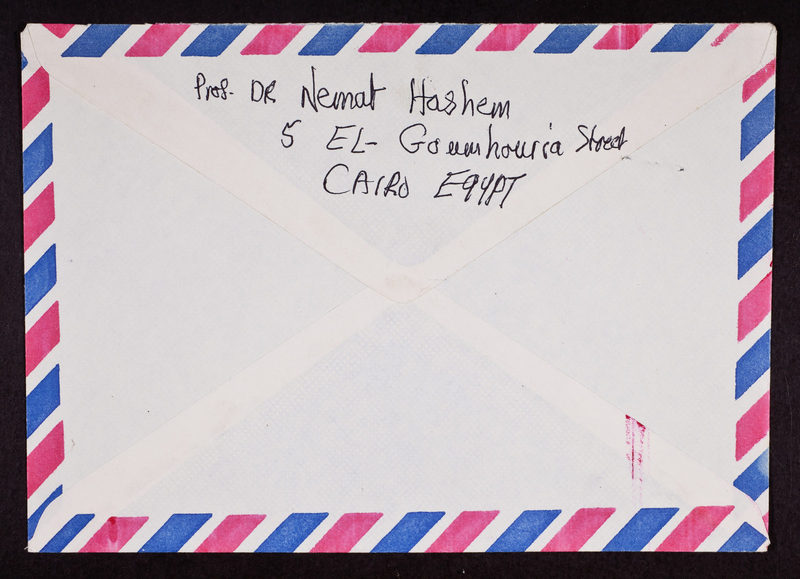 Prof. DR Nemat Hashem
5 EL- Goumhouria Street
CAIRO EGYPT